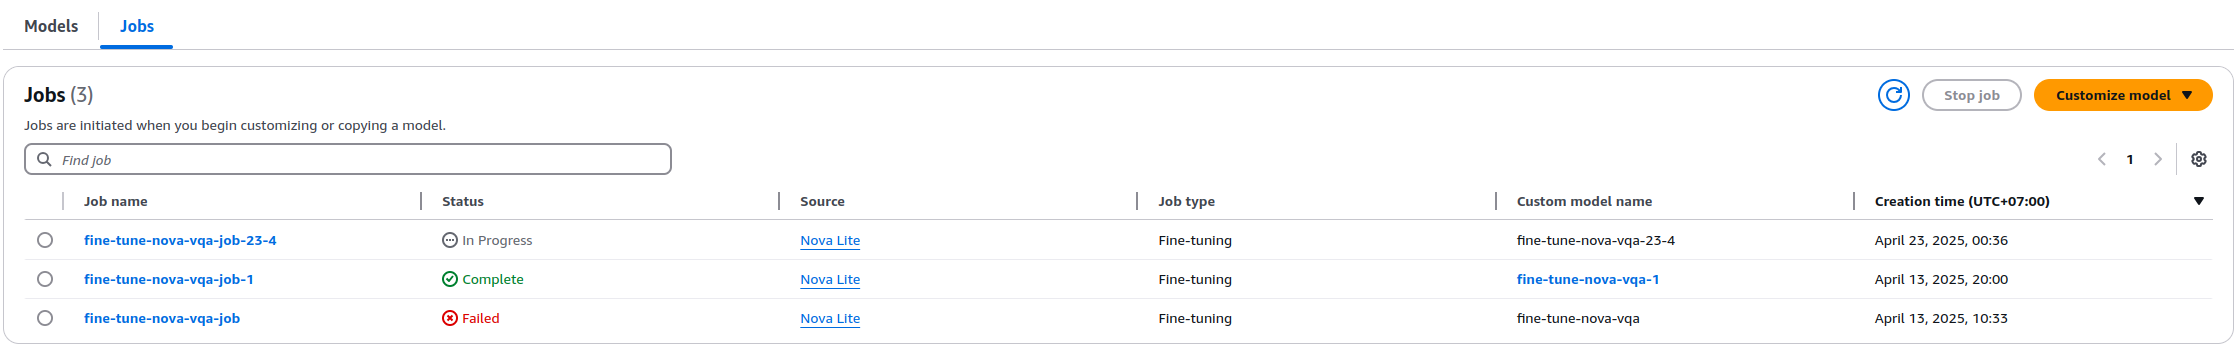 Models Jobs
Jobs (3)
Stop job Customize model
Jobs are initiated when you begin customizing or copying a model.
Find job
1
Job name Status Source Job type Custom model name Creation time (UTC+07:00)
fine-tune-nova-vqa-job-23-4 In Progress Nova Lite Fine-tuning fine-tune-nova-vqa-23-4 April 23, 2025, 00:36
fine-tune-nova-vqa-job-1 Complete Nova Lite Fine-tuning fine-tune-nova-vqa-1 April 13, 2025, 20:00
fine-tune-nova-vqa-job Failed Nova Lite Fine-tuning fine-tune-nova-vqa April 13, 2025, 10:33